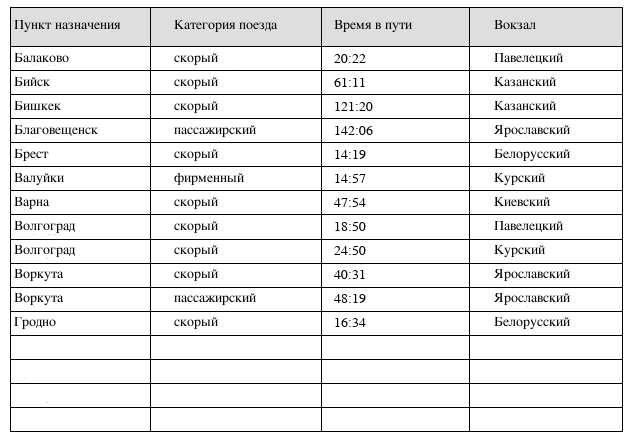 Пункт назначения Категория поезда Время в пути Вокзал
Балаково скорый 20:22 Павелецкий
Бийск скорый 61:11 Казанский
Бишкек скорый 121:20 Казанский
Благовещенск пассажирский 142:06 Ярославский
Брест скорый 14:19 Белорусский
Валуйки фирменный 14:57 Курский
Варна скорый 47:54 Киевский
Волгоград скорый 18:50 Павелецкий
Волгоград скорый 24:50 Курский
Воркута скорый 40:31 Ярославский
Воркута пассажирский 48:19 Ярославский
Гродно скорый 16:34 Белорусский